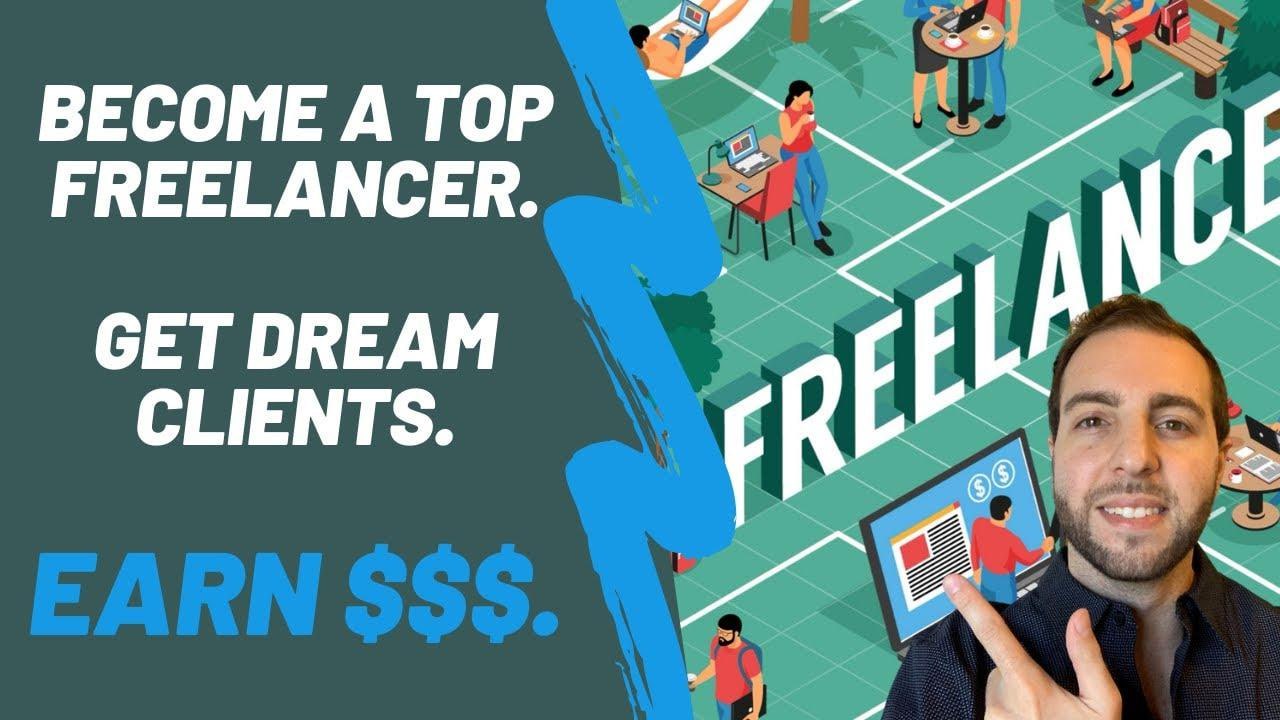 BECOME A TOP
FREELANCER.
GET DREAM
CLIENTS.
EARN $$$.
FREELANCE
$ $